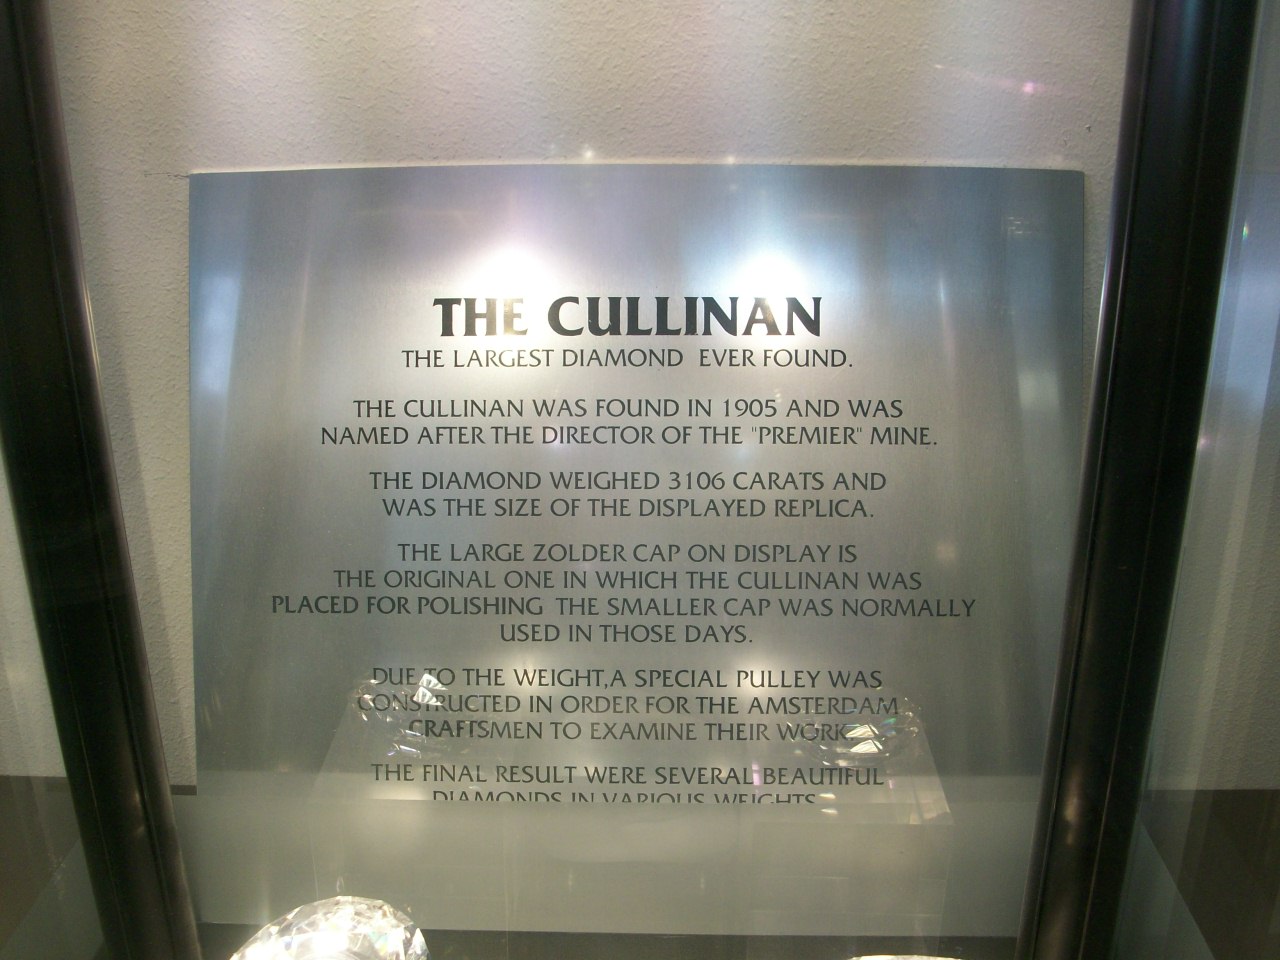 THE CULLINAN
THE LARGEST DIAMOND EVER FOUND.
THE CULLINAN WAS FOUND IN 1905 AND WAS
NAMED AFTER THE DIRECTOR OF THE "PREMIER" MINE.
THE DIAMOND WEIGHED 3106 CARATS AND
WAS THE SIZE OF THE DISPLAYED REPLICA.
THE LARGE ZOLDER CAP ON DISPLAY IS
THE ORIGINAL ONE IN WHICH THE CULLINAN WAS
PLACED FOR POLISHING THE SMALLER CAP WAS NORMALLY
USED IN THOSE DAYS.
DUE TO THE WEIGHT,A SPECIAL PULLEY WAS
CONSTRUCTED IN ORDER FOR THE AMSTERDAM
CRAFTSMEN TO EXAMINE THEIR WORK.
THE FINAL RESULT WERE SEVERAL BEAUTIFUL
DIAMONDS IN VARIOUS WEIGHTS